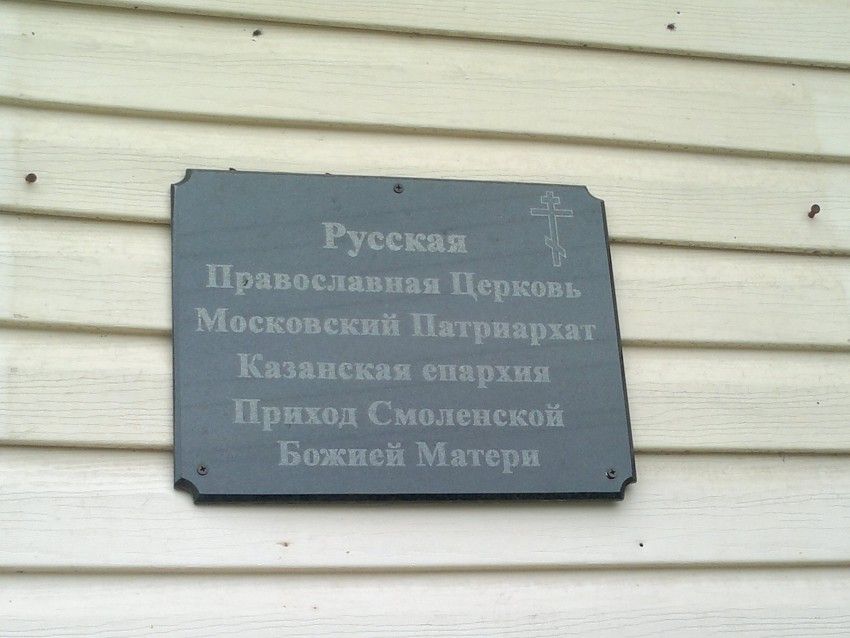 Русская
Православная Церковь
Московский Патриархат
Казанская епархия
Приход Смоленской
Божией Матери